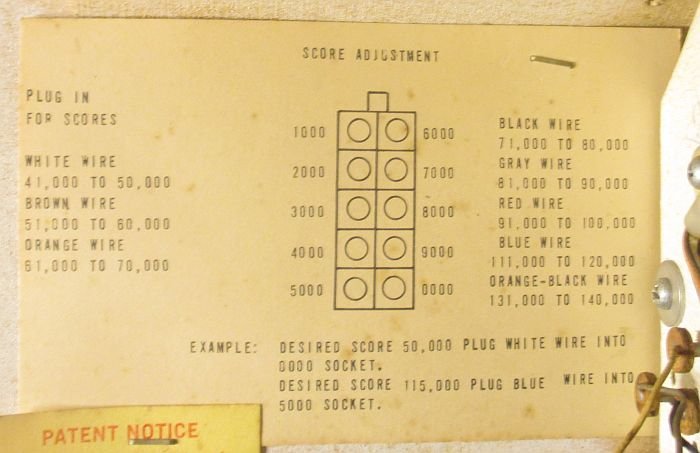 SCORE ADJUSTMENT
PLUG IN
FOR SCORES
WHITE WIRE
41,000 TO 50,000
BROWN WIRE
51,000 TO 60,000
ORANGE WIRE
61,000 TO 70,000
1000 6000
2000 7000
3000 8000
4000 9000
5000 0000
BLACK WIRE
71,000 TO 80,000
GRAY WIRE
81,000 TO 90,000
RED WIRE
91,000 TO 100,000
BLUE WIRE
111,000 TO 120,000
ORANGE-BLACK WIRE
131,000 TO 140,000
EXAMPLE: DESIRED SCORE 50,000 PLUG WHITE WIRE INTO
0000 SOCKET.
DESIRED SCORE 115,000 PLUG BLUE WIRE INTO
5000 SOCKET.
PATENT NOTICE